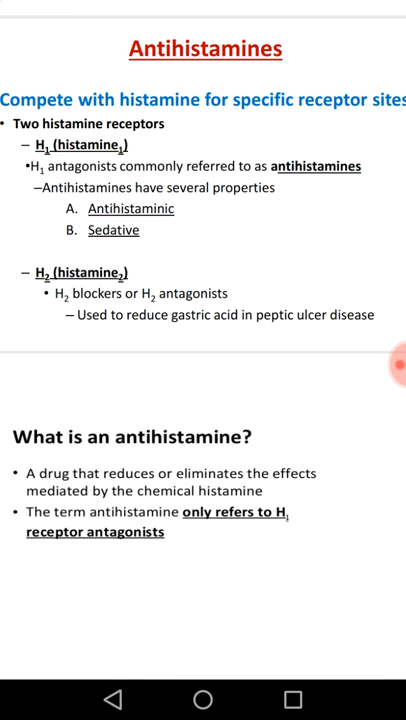 Antihistamines
Compete with histamine for specific receptor sites
• Two histamine receptors
– H₁ (histamine₁)
•H₁ antagonists commonly referred to as antihistamines
–Antihistamines have several properties
A. Antihistaminic
B. Sedative
– H₂ (histamine₂)
• H₂ blockers or H₂ antagonists
– Used to reduce gastric acid in peptic ulcer disease
What is an antihistamine?
• A drug that reduces or eliminates the effects
mediated by the chemical histamine
• The term antihistamine only refers to H₁
receptor antagonists